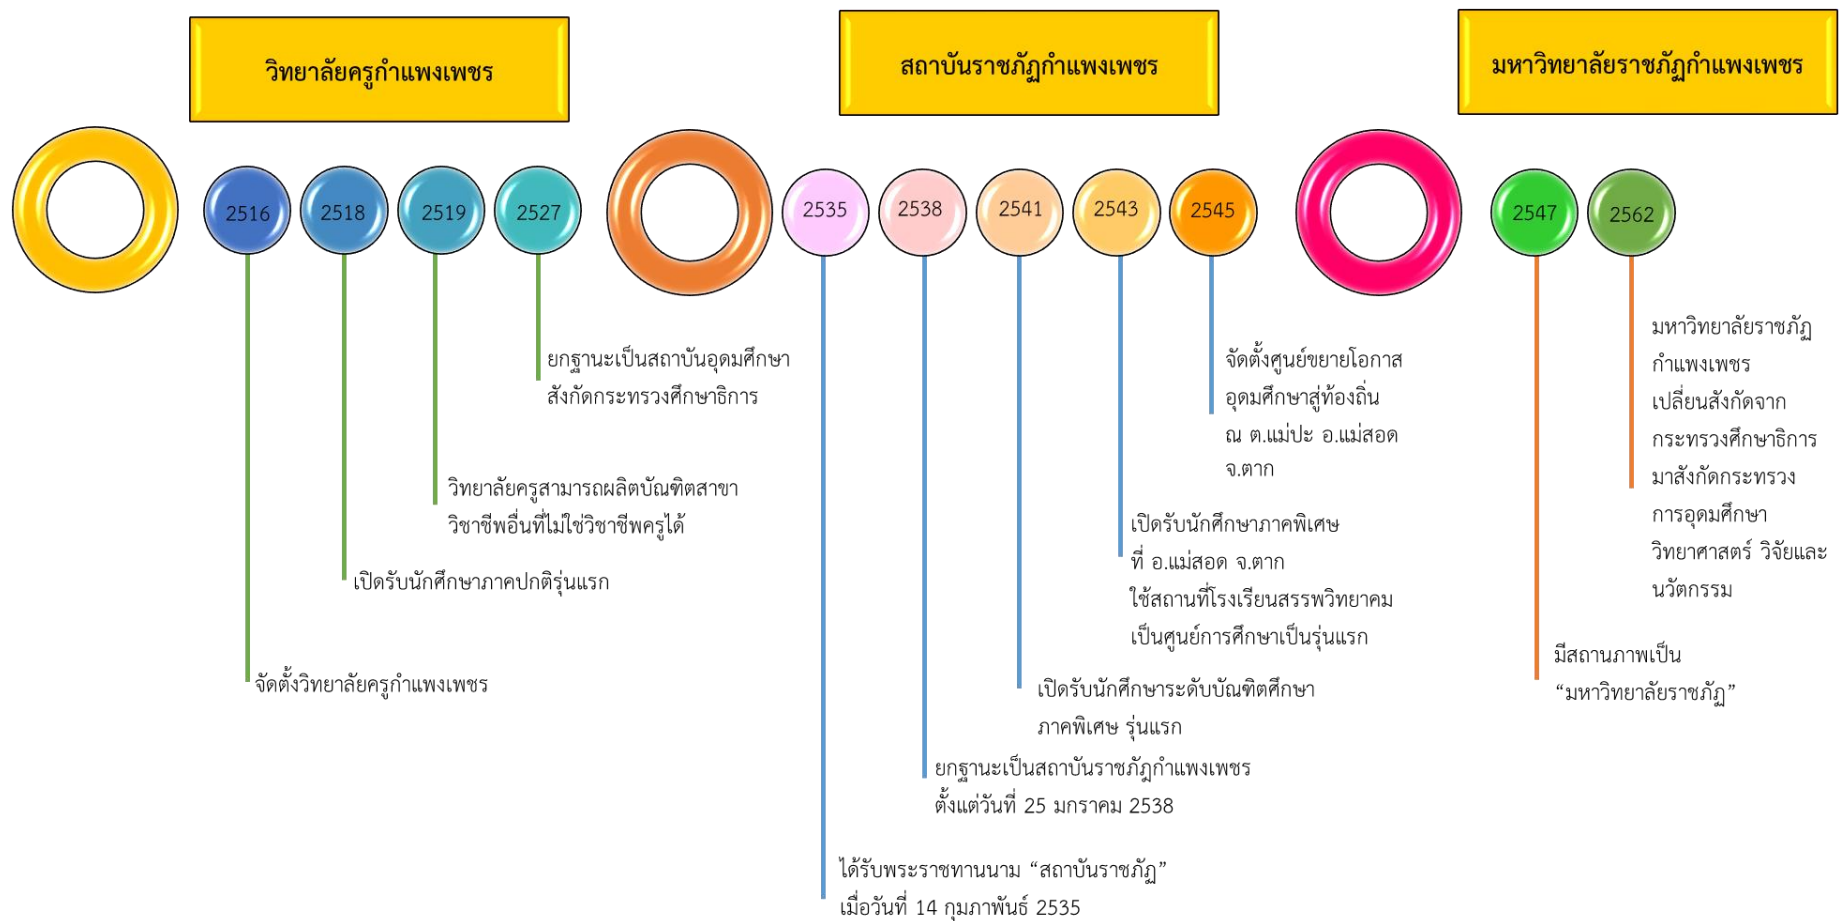 วิทยาลัยครูกำแพงเพชร
สถาบันราชภัฏกำแพงเพชร
มหาวิทยาลัยราชภัฏกำแพงเพชร
2516
2518
2519
2527
2535
2538
2541
2543
2545
2547
2562
จัดตั้งวิทยาลัยครูกำแพงเพชร
เปิดรับนักศึกษาภาคปกติรุ่นแรก
วิทยาลัยครูสามารถผลิตบัณฑิตสาขา
วิชาชีพอื่นที่ไม่ใช่วิชาชีพครูได้
ยกฐานะเป็นสถาบันอุดมศึกษา
สังกัดกระทรวงศึกษาธิการ
ได้รับพระราชทานนาม “สถาบันราชภัฏ”
เมื่อวันที่ 14 กุมภาพันธ์ 2535
ยกฐานะเป็นสถาบันราชภัฎกำแพงเพชร
ตั้งแต่วันที่ 25 มกราคม 2538
เปิดรับนักศึกษาระดับบัณฑิตศึกษา
ภาคพิเศษ รุ่นแรก
เปิดรับนักศึกษาภาคพิเศษ
ที่ อ.แม่สอด จ.ตาก
ใช้สถานที่โรงเรียนสรรพวิทยาคม
เป็นศูนย์การศึกษาเป็นรุ่นแรก
จัดตั้งศูนย์ขยายโอกาส
อุดมศึกษาสู่ท้องถิ่น
ณ ต.แม่ปะ อ.แม่สอด
จ.ตาก
มีสถานภาพเป็น
“มหาวิทยาลัยราชภัฏ”
มหาวิทยาลัยราชภัฏ
กำแพงเพชร
เปลี่ยนสังกัดจาก
กระทรวงศึกษาธิการ
มาสังกัดกระทรวง
การอุดมศึกษา
วิทยาศาสตร์ วิจัยและ
นวัตกรรม